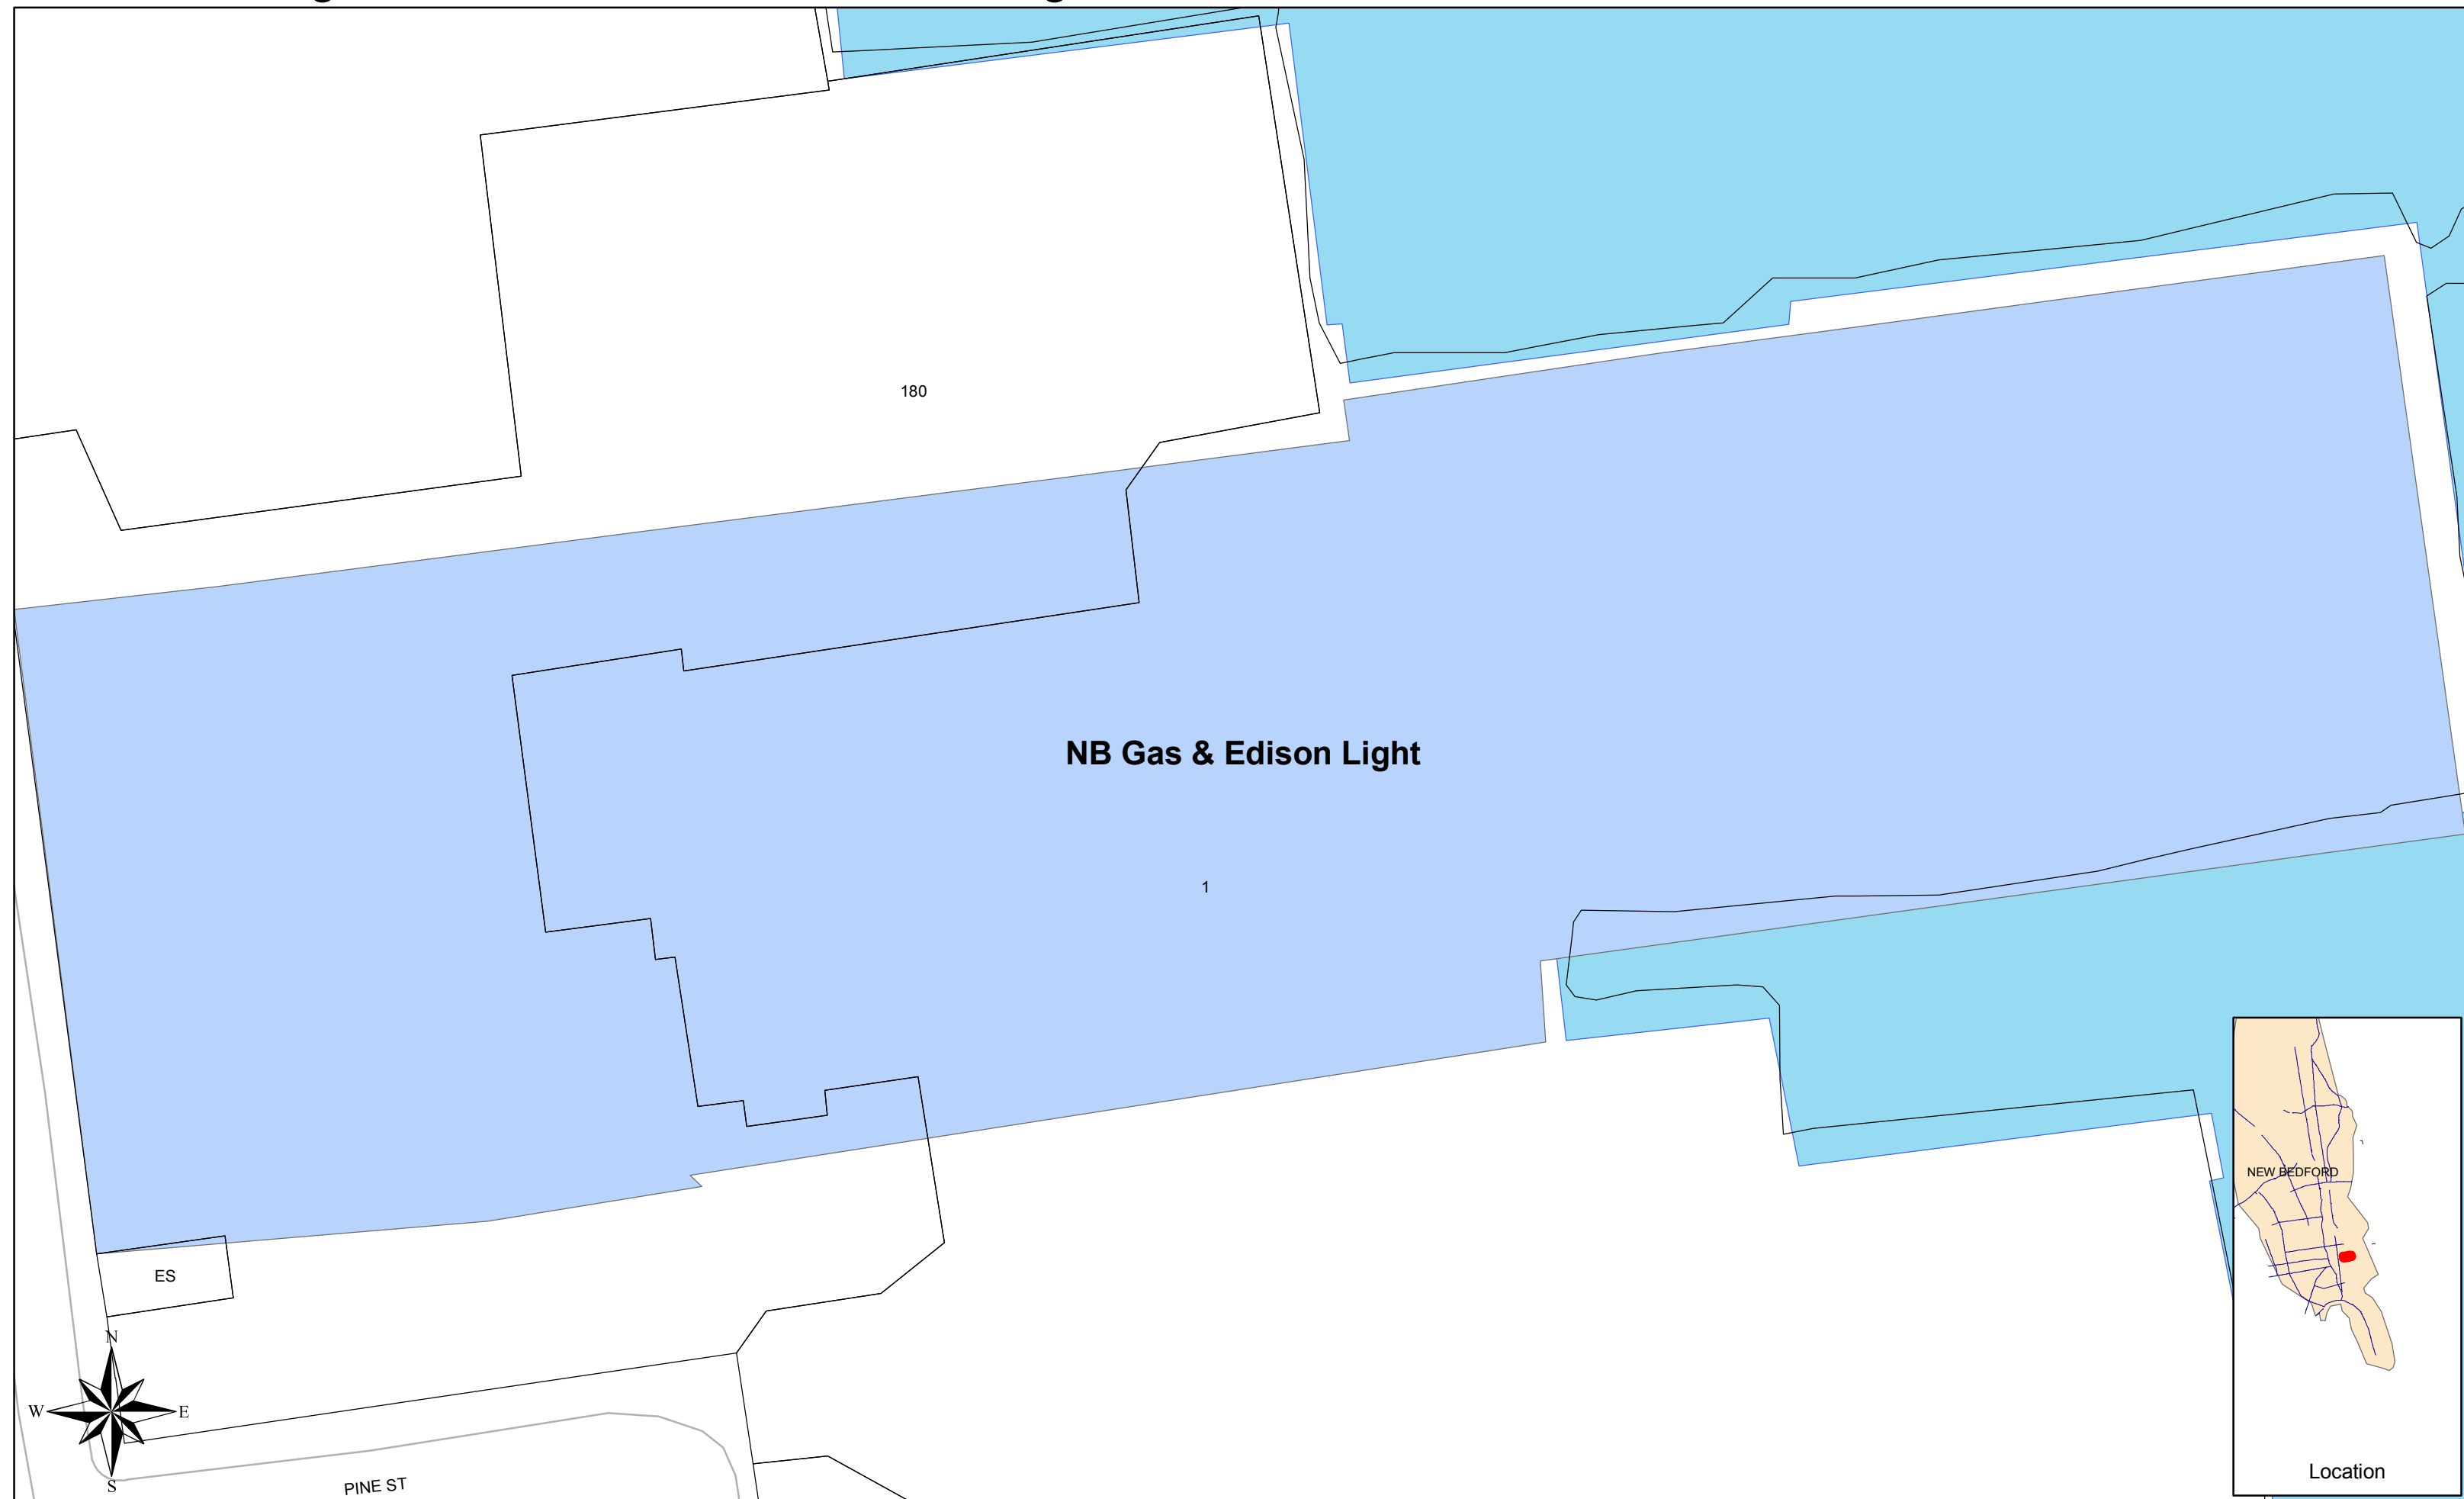 180
NB Gas & Edison Light
1
NEW BEDFORD
ES
N
W
E
S
PINE ST
Location